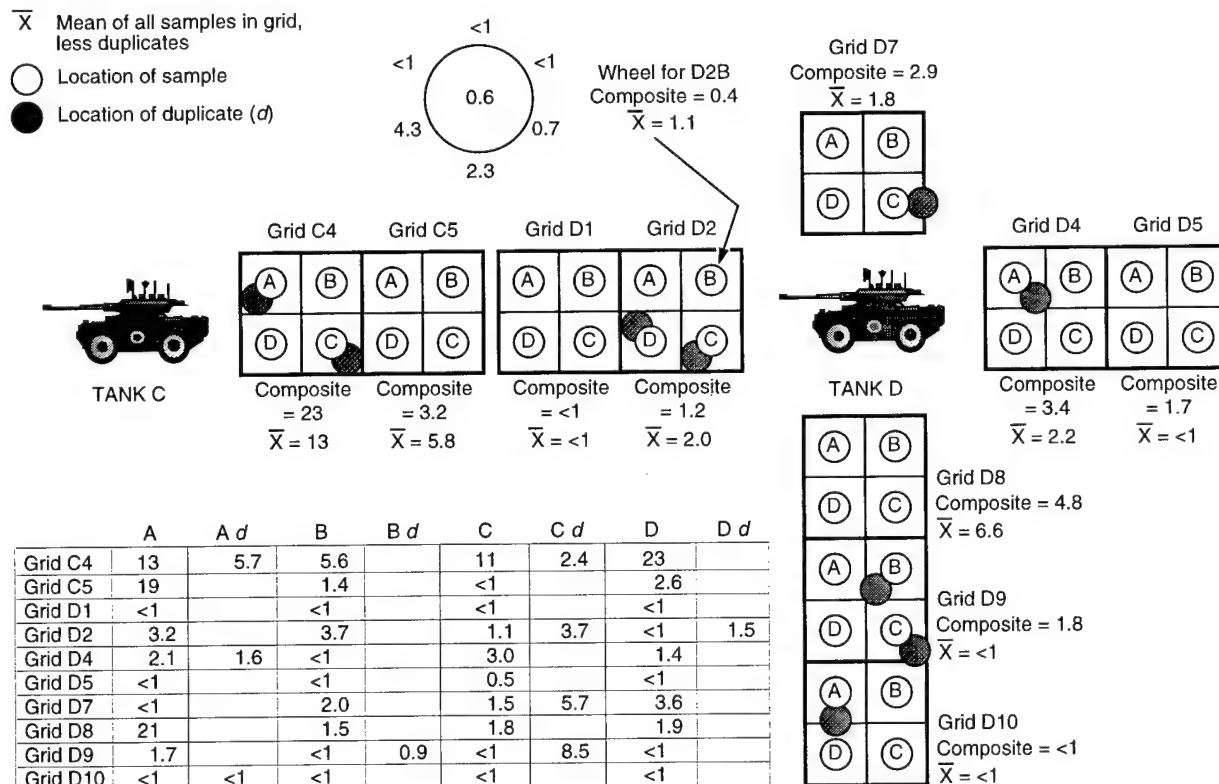 X Mean of all samples in grid,
less duplicates
Location of sample
Location of duplicate (d)
<1
<1 <1
0.6
4.3 0.7
2.3
Wheel for D2B
Composite = 0.4
X = 1.1
Grid D7
Composite = 2.9
X = 1.8
A B
D C
Grid C4 Grid C5 Grid D1 Grid D2
A B A B A B A B
D C D C D C D C
Composite Composite Composite Composite
= 23 = 3.2 = <1 = 1.2
X = 13 X = 5.8 X = <1 X = 2.0
TANK C
TANK D
Grid D4 Grid D5
A B A B
D C D C
Composite Composite
= 3.4 = 1.7
X = 2.2 X = <1
A B
D C
Grid D8
Composite = 4.8
X = 6.6
A B
D C
Grid D9
Composite = 1.8
X = <1
A B
D C
Grid D10
Composite = <1
X = <1
A A d B B d C C d D D d
Grid C4 13 5.7 5.6 11 2.4 23
Grid C5 19 1.4 <1 2.6
Grid D1 <1 <1 <1 <1
Grid D2 3.2 3.7 1.1 3.7 <1 1.5
Grid D4 2.1 1.6 <1 3.0 1.4
Grid D5 <1 <1 0.5 <1
Grid D7 <1 2.0 1.5 5.7 3.6
Grid D8 21 1.5 1.8 1.9
Grid D9 1.7 <1 0.9 <1 8.5 <1
Grid D10 <1 <1 <1 <1 <1